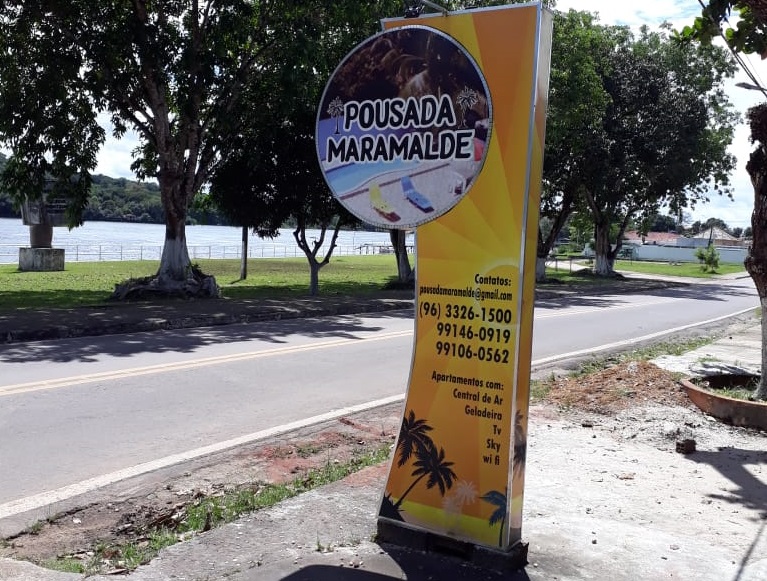 POUSADA
MARAMALDE
Contatos:
pousadamaramalde@gmail.com
(96) 3326-1500
99146-0919
99106-0562
Apartamentos com:
Central de Ar
Geladeira
Tv
Sky
wi fi